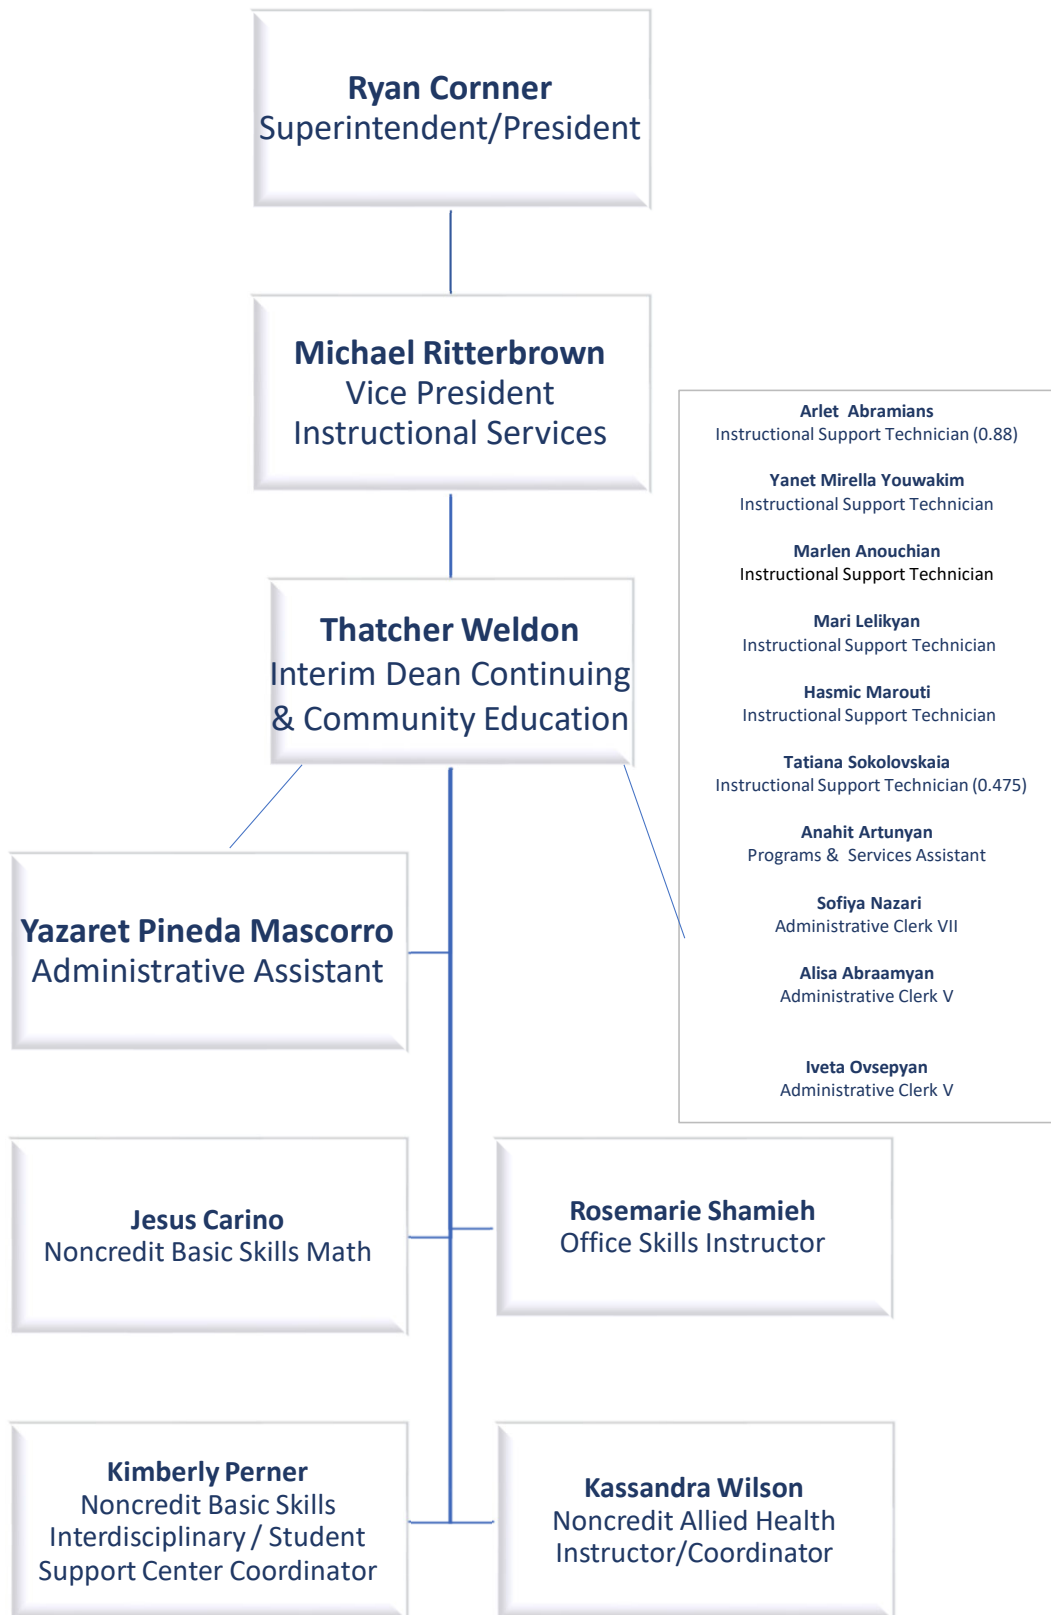 Ryan Cornner
Superintendent/President
Michael Ritterbrown
Vice President
Instructional Services
Thatcher Weldon
Interim Dean Continuing
& Community Education
Arlet Abramians
Instructional Support Technician (0.88)
Yanet Mirella Youwakim
Instructional Support Technician
Marlen Anouchian
Instructional Support Technician
Mari Lelikyan
Instructional Support Technician
Hasmic Marouti
Instructional Support Technician
Tatiana Sokolovskaia
Instructional Support Technician (0.475)
Anahit Artunyan
Programs & Services Assistant
Sofiya Nazari
Administrative Clerk VII
Alisa Abraamyan
Administrative Clerk V
Iveta Ovsepyan
Administrative Clerk V
Yazaret Pineda Mascorro
Administrative Assistant
Jesus Carino
Noncredit Basic Skills Math
Rosemarie Shamieh
Office Skills Instructor
Kimberly Perner
Noncredit Basic Skills
Interdisciplinary / Student
Support Center Coordinator
Kassandra Wilson
Noncredit Allied Health
Instructor/Coordinator